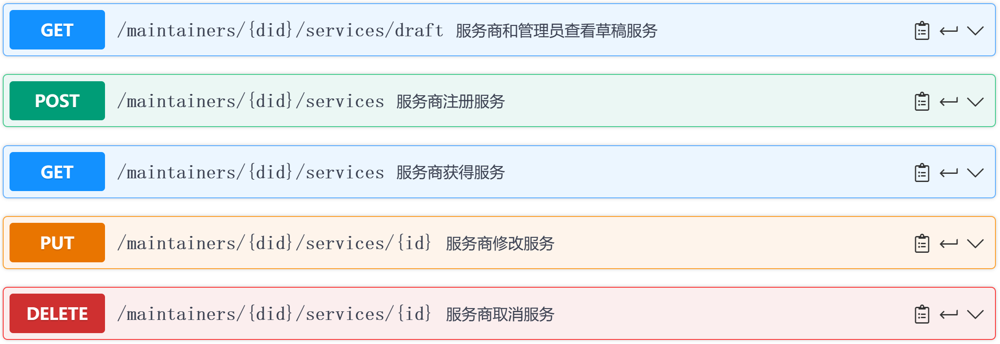 GET /maintainers/{did}/services/draft 服务商和管理员查看草稿服务
POST /maintainers/{did}/services 服务商注册服务
GET /maintainers/{did}/services 服务商获得服务
PUT /maintainers/{did}/services/{id} 服务商修改服务
DELETE /maintainers/{did}/services/{id} 服务商取消服务